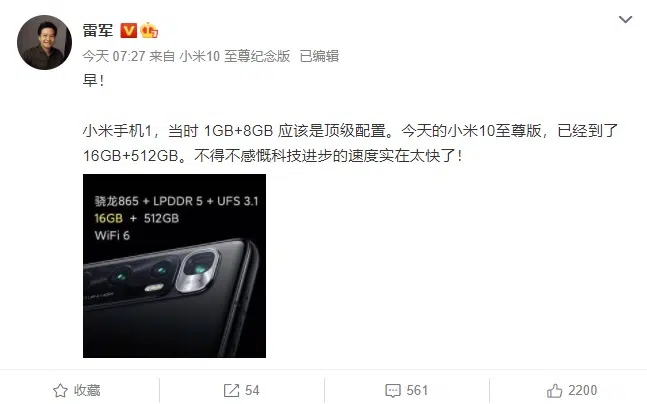 雷军
今天 07:27 来自 小米10 至尊纪念版 已编辑
早！
小米手机1，当时 1GB+8GB 应该是顶级配置。今天的小米10至尊版，已经到了
16GB+512GB。不得不感慨科技进步的速度实在太快了！
骁龙865 + LPDDR 5 + UFS 3.1
16GB + 512GB
WiFi 6
收藏
54
561
2200